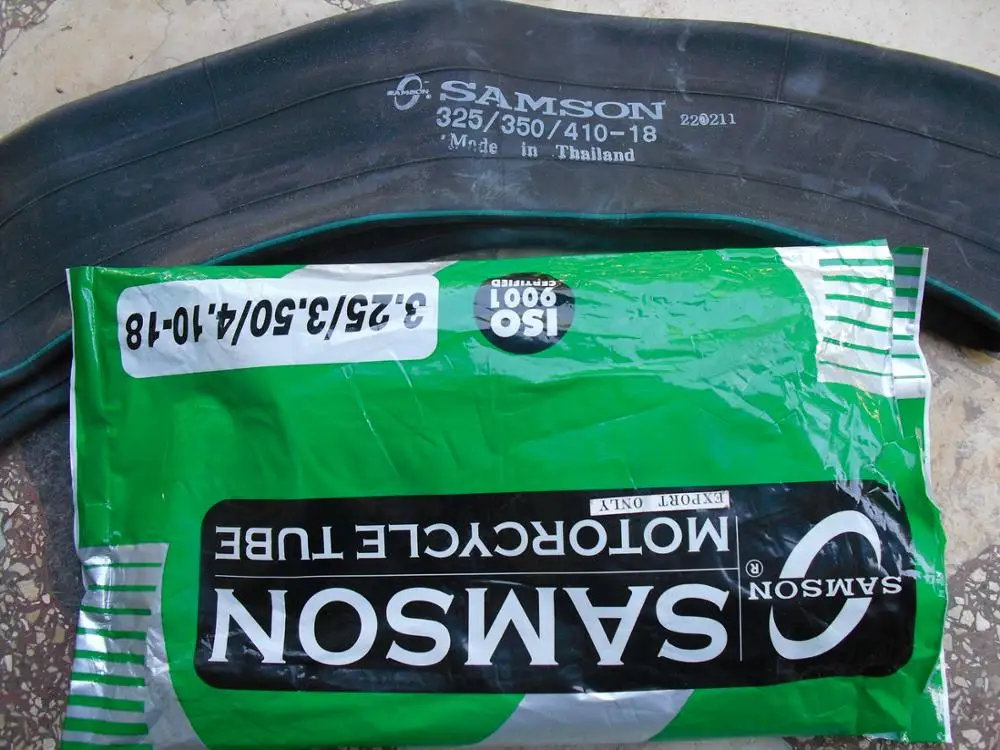 SAMSON
SAMSON
325/350/410-18
220211
Made in Thailand
3.25/3.50/4.10-18
ISO
9001
CERTIFIED
EXPORT ONLY
MOTORCYCLE TUBE
SAMSON
SAMSON ®